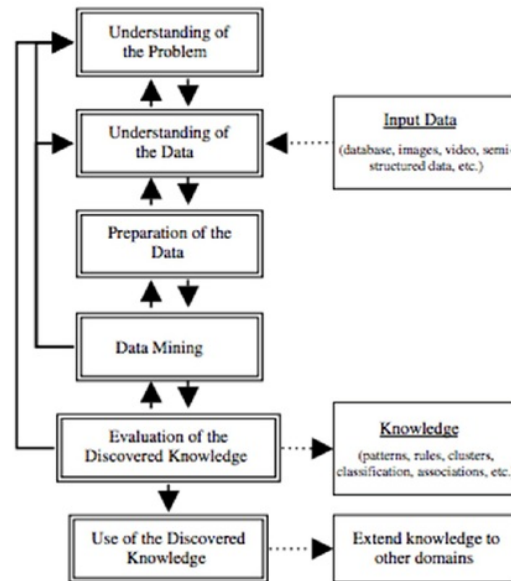 Understanding of
the Problem
Understanding of
the Data
Input Data
(database, images, video, semi-
structured data, etc.)
Preparation of the
Data
Data Mining
Evaluation of the
Discovered Knowledge
Knowledge
(patterns, rules, clusters,
classification, associations, etc.
Use of the Discovered
Knowledge
Extend knowledge to
other domains